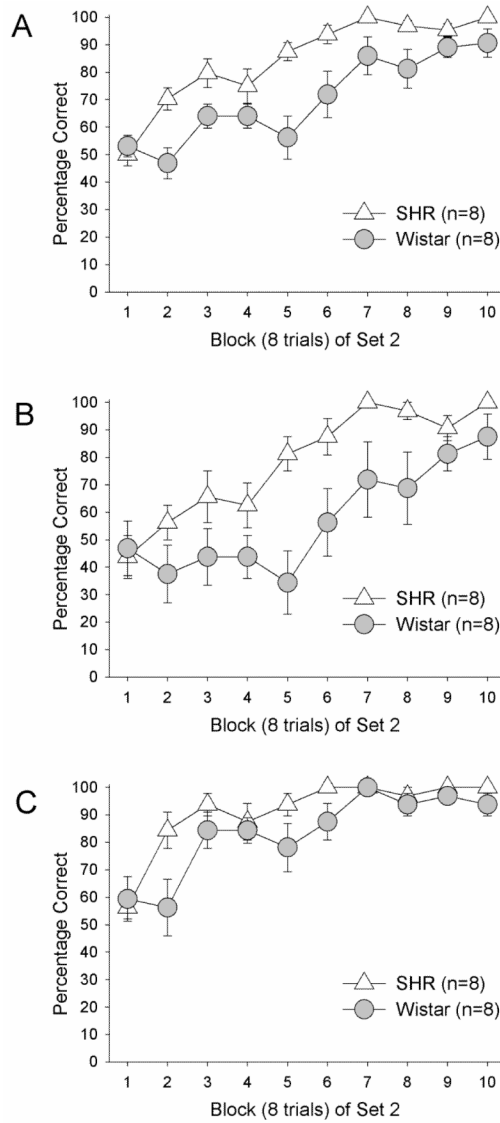 A
Percentage Correct
100
90
80
70
60
50
40
30
20
10
0
SHR (n=8)
Wistar (n=8)
1 2 3 4 5 6 7 8 9 10
Block (8 trials) of Set 2
B
Percentage Correct
100
90
80
70
60
50
40
30
20
10
0
SHR (n=8)
Wistar (n=8)
1 2 3 4 5 6 7 8 9 10
Block (8 trials) of Set 2
C
Percentage Correct
100
90
80
70
60
50
40
30
20
10
0
SHR (n=8)
Wistar (n=8)
1 2 3 4 5 6 7 8 9 10
Block (8 trials) of Set 2